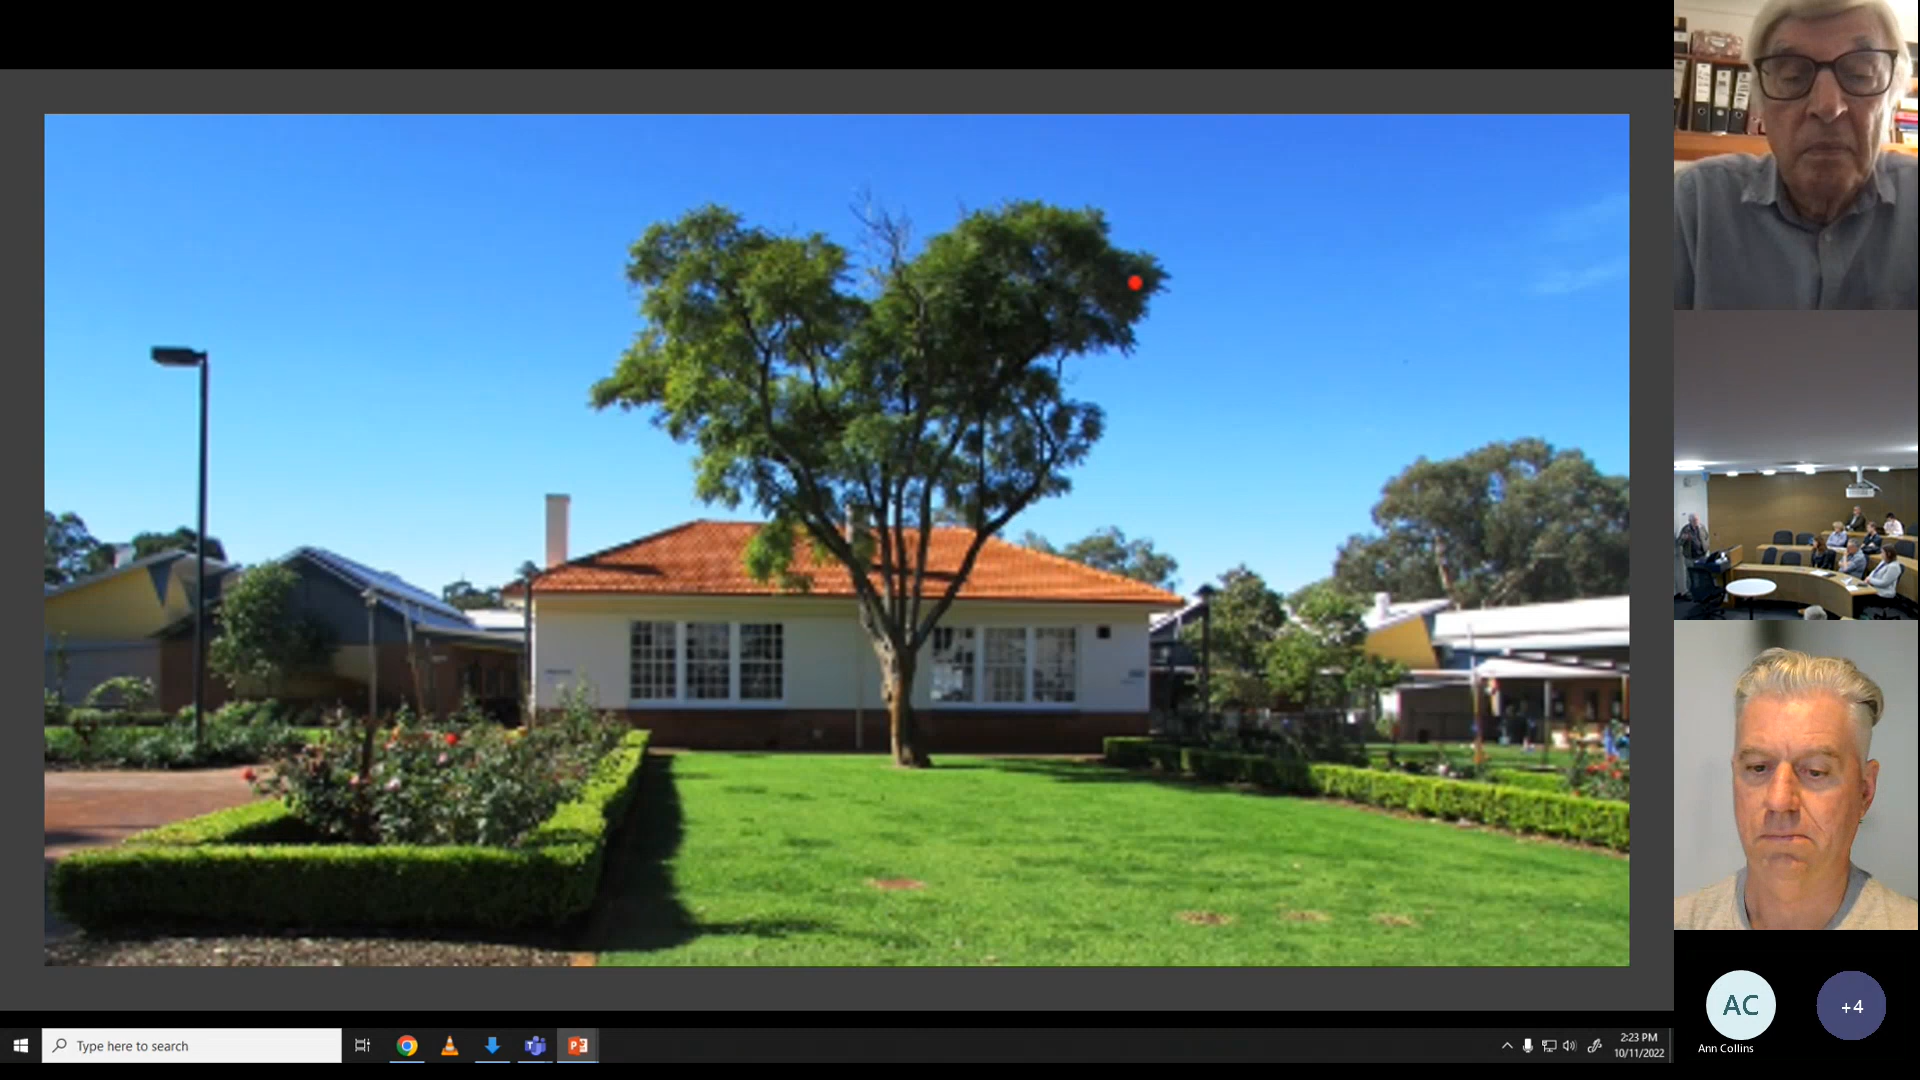 AC
+4
Ann Collins
Type here to search
2:23 PM
10/11/2022